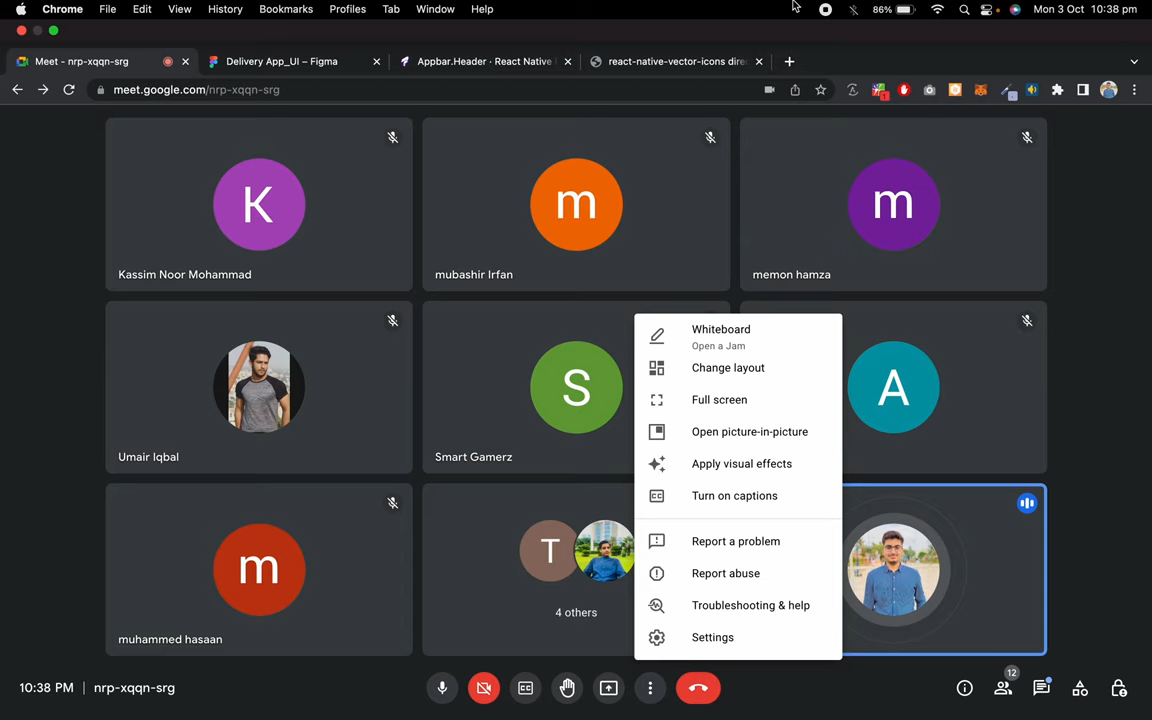 Chrome File Edit View History Bookmarks Profiles Tab Window Help 86% Mon 3 Oct 10:38 pm
Meet - nrp-xqqn-srg Delivery App_UI – Figma Appbar.Header · React Native react-native-vector-icons dire
meet.google.com/nrp-xqqn-srg 1
K m m
Kassim Noor Mohammad mubashir Irfan memon hamza
S A
Umair Iqbal Smart Gamerz
m T
4 others
muhammed hasaan
Whiteboard
Open a Jam
Change layout
Full screen
Open picture-in-picture
Apply visual effects
CC Turn on captions
Report a problem
Report abuse
Troubleshooting & help
Settings
10:38 PM | nrp-xqqn-srg CC 12